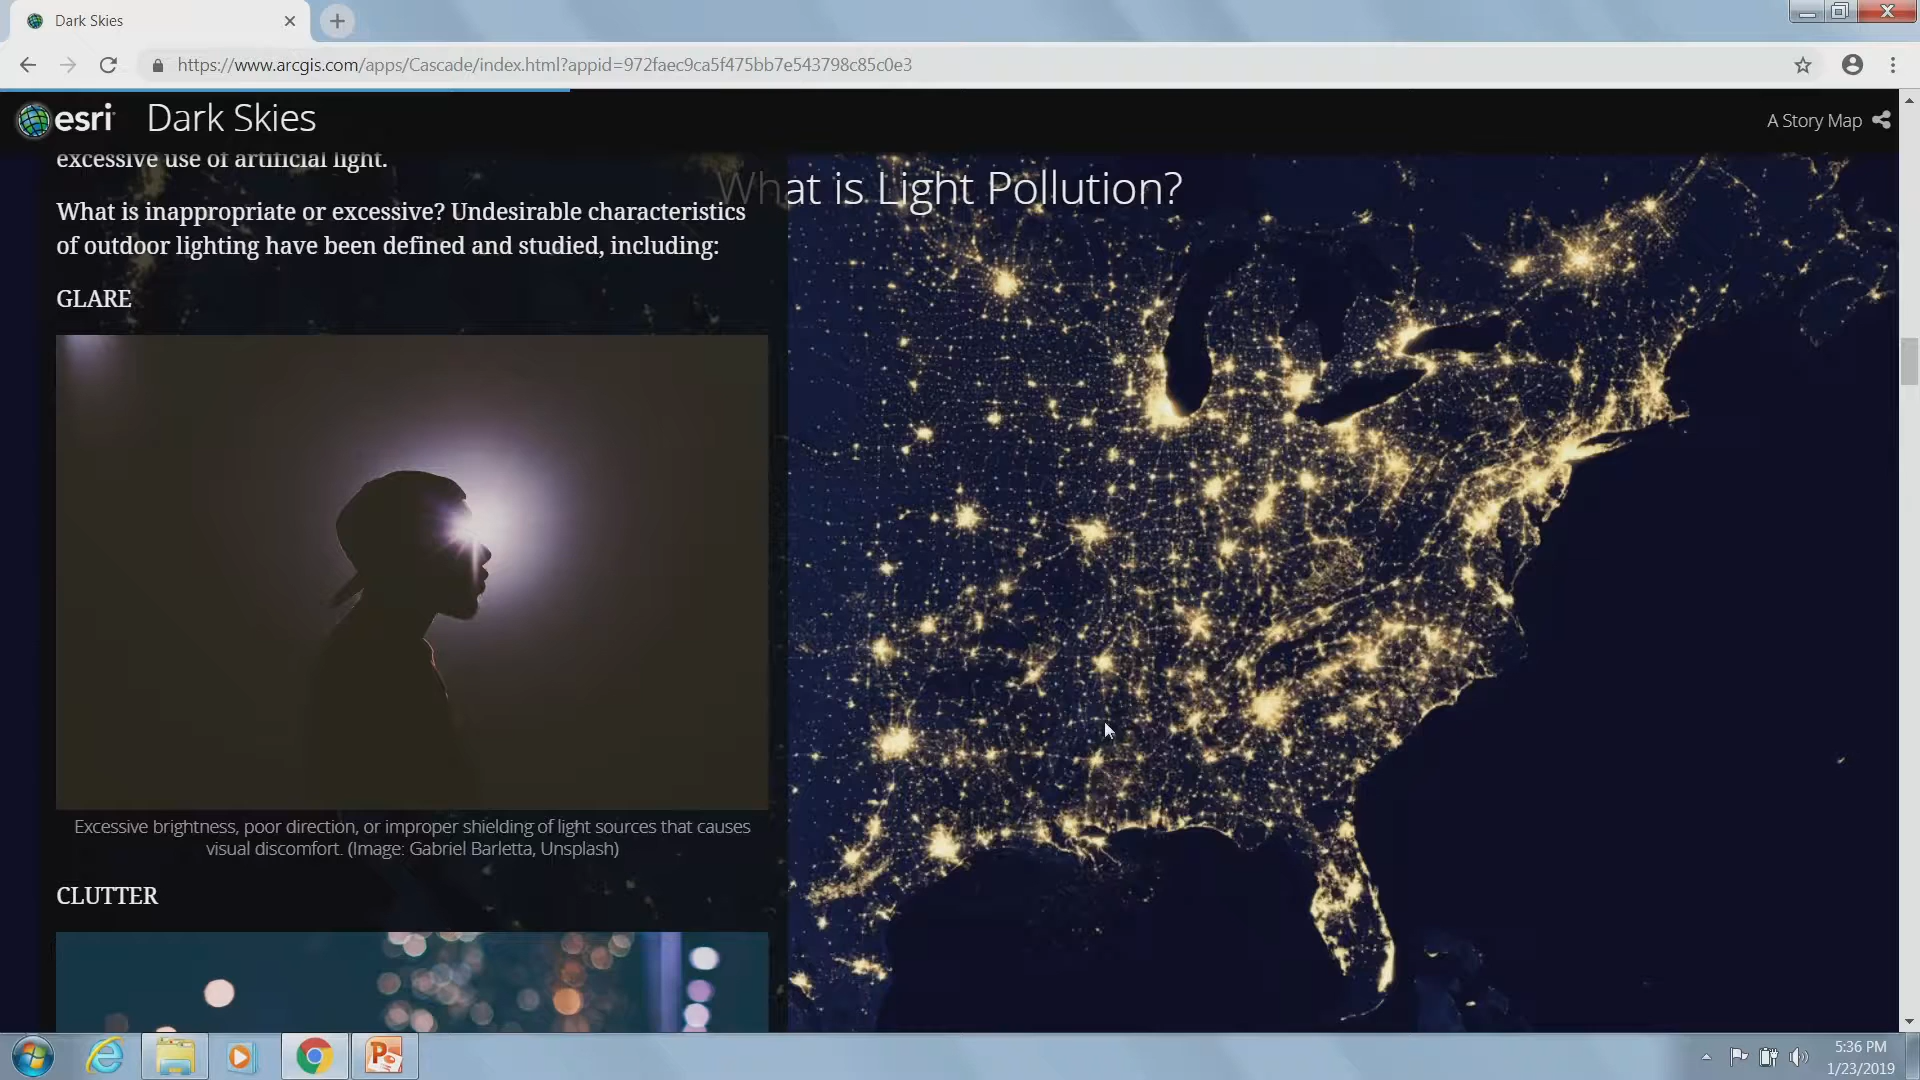 Dark Skies
https://www.arcgis.com/apps/Cascade/index.html?appid=972faec9ca5f475bb7e543798c85c0e3
esri
Dark Skies
A Story Map
excessive use of artificial light.
What is Light Pollution?
What is inappropriate or excessive? Undesirable characteristics
of outdoor lighting have been defined and studied, including:
GLARE
Excessive brightness, poor direction, or improper shielding of light sources that causes
visual discomfort. (Image: Gabriel Barletta, Unsplash)
CLUTTER
5:36 PM
1/23/2019